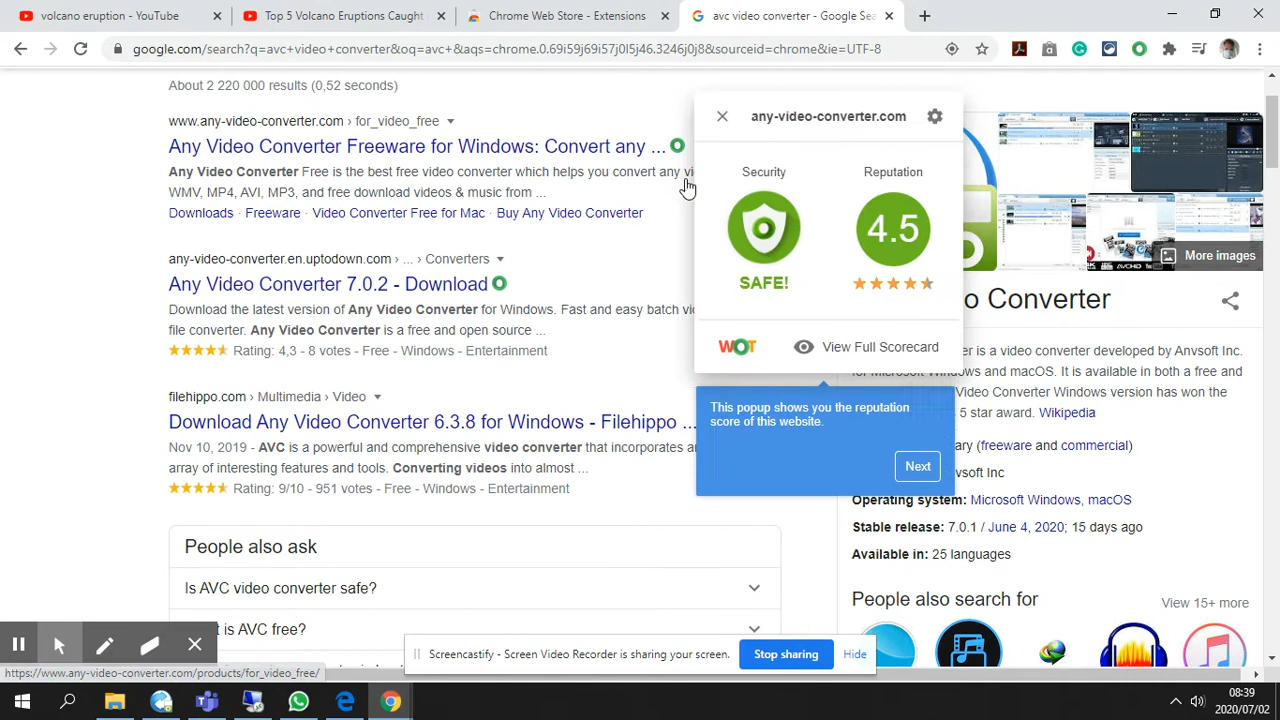 volcano eruption - YouTube
Top 5 Volcano Eruptions Caught
Chrome Web Store - Extensions
avc video converter - Google Sea
google.com/search?q=avc+video+converter&oq=avc+&aqs=chrome.0.69i59j69i57j0l5j46.3246j0j8&sourceid=chrome&ie=UTF-8
About 2 220 000 results (0,52 seconds)
www.any-video-converter.com › for_video_free
Any Video Converter Freeware for Windows: Convert any ...
Any Video Converter Freeware is the best free video converter which help you convert any vi
WMV, MP4, AVI, MP3, and free download videos & music from
Downloads · Freeware · Converter Free for Mac · Buy Any Video Converter
any-video-converter.en.uptodown.com › ... › Converters
Any Video Converter 7.0.2 - Download
Download the latest version of Any Video Converter for Windows. Fast and easy batch vi
file converter. Any Video Converter is a free and open source ...
Rating: 4,3 - 8 votes - Free - Windows - Entertainment
filehippo.com › Multimedia › Video
Download Any Video Converter 6.3.8 for Windows - Filehippo ...
Nov 10, 2019 - AVC is a powerful and comprehensive video converter that incorporates an
array of interesting features and tools. Converting videos into almost ...
Rating: 9/10 - 951 votes - Free - Windows - Entertainment
People also ask
Is AVC video converter safe?
is AVC free?
any-video-converter.com
Security
Reputation
4.5
SAFE!
WOT
View Full Scorecard
This popup shows you the reputation
score of this website.
Next
More images
o Converter
er is a video converter developed by Anvsoft Inc.
for Microsoft Windows and macOS. It is available in both a free and
Video Converter Windows version has won the
5 star award. Wikipedia
ary (freeware and commercial)
vsoft Inc
Operating system: Microsoft Windows, macOS
Stable release: 7.0.1 / June 4, 2020; 15 days ago
Available in: 25 languages
People also search for
View 15+ more
Screencastify - Screen Video Recorder is sharing your screen.
Stop sharing
Hide
https://www.any-video-converter.com/products/for_video_free/
08:39
2020/07/02